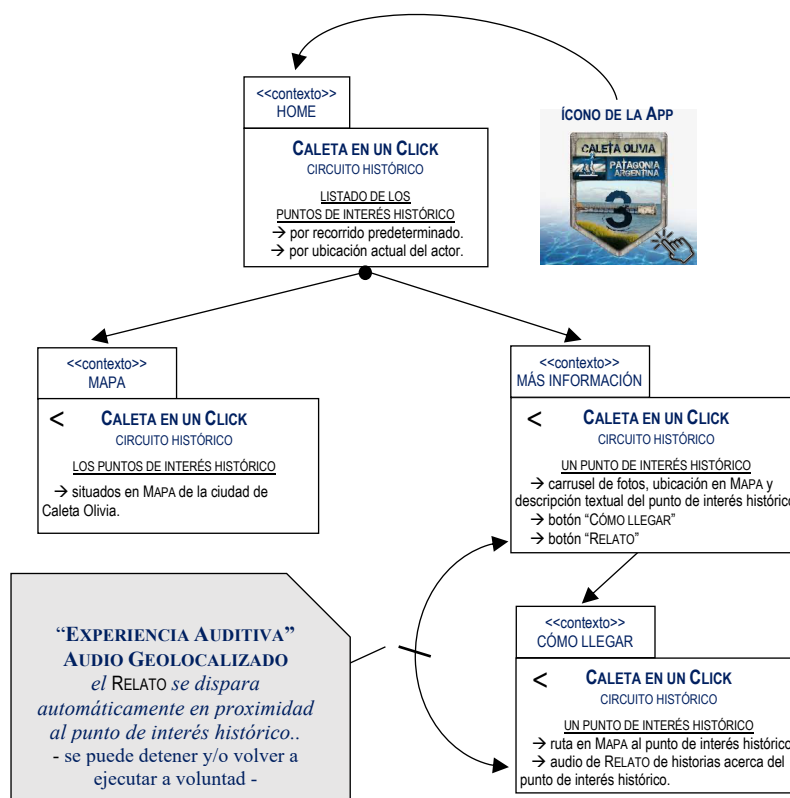 <<contexto>>
HOME
CALETA EN UN CLICK
CIRCUITO HISTÓRICO
LISTADO DE LOS
PUNTOS DE INTERÉS HISTÓRICO
→ por recorrido predeterminado.
→ por ubicación actual del actor.
ÍCONO DE LA APP
CALETA OLIVIA
PATAGONIA
ARGENTINA
3
<<contexto>>
MAPA
< CALETA EN UN CLICK
CIRCUITO HISTÓRICO
LOS PUNTOS DE INTERÉS HISTÓRICO
→ situados en MAPA de la ciudad de
Caleta Olivia.
<<contexto>>
MÁS INFORMACIÓN
< CALETA EN UN CLICK
CIRCUITO HISTÓRICO
UN PUNTO DE INTERÉS HISTÓRICO
→ carrusel de fotos, ubicación en MAPA y
descripción textual del punto de interés histórico
→ botón “CÓMO LLEGAR”
→ botón “RELATO”
“EXPERIENCIA AUDITIVA”
AUDIO GEOLOCALIZADO
el RELATO se dispara
automáticamente en proximidad
al punto de interés histórico..
- se puede detener y/o volver a
ejecutar a voluntad -
<<contexto>>
CÓMO LLEGAR
< CALETA EN UN CLICK
CIRCUITO HISTÓRICO
UN PUNTO DE INTERÉS HISTÓRICO
→ ruta en MAPA al punto de interés histórico
→ audio de RELATO de historias acerca del
punto de interés histórico.